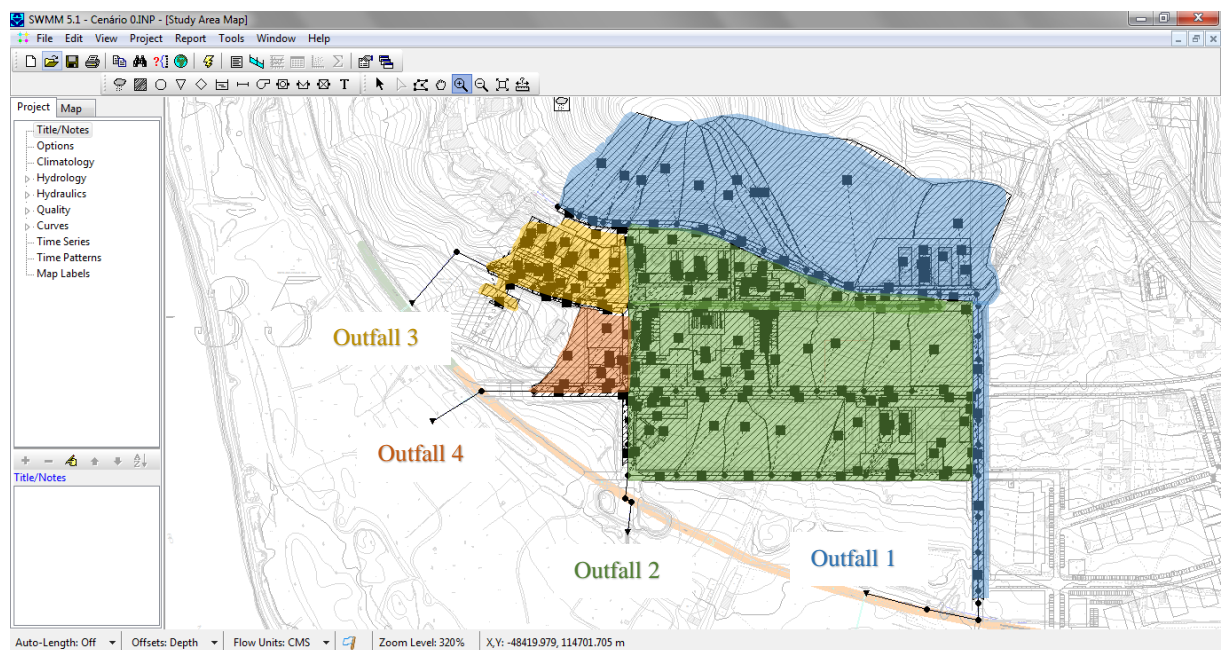 SWMM 5.1 - Cenário 0.INP - [Study Area Map]
File Edit View Project Report Tools Window Help
T
Project Map
Title/Notes
Options
Climatology
Hydrology
Hydraulics
Quality
Curves
Time Series
Time Patterns
Map Labels
Title/Notes
Outfall 3
Outfall 4
Outfall 2
Outfall 1
Auto-Length: Off Offsets: Depth Flow Units: CMS Zoom Level: 320% X,Y: -48419.979, 114701.705 m